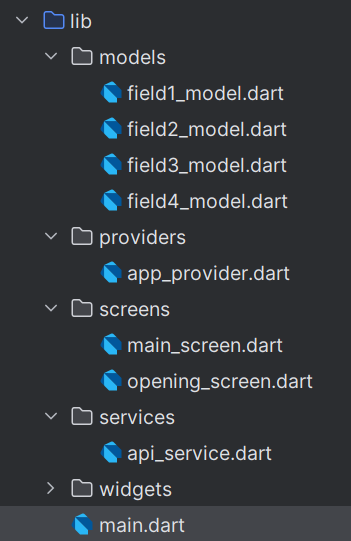 lib
models
field1_model.dart
field2_model.dart
field3_model.dart
field4_model.dart
providers
app_provider.dart
screens
main_screen.dart
opening_screen.dart
services
api_service.dart
widgets
main.dart